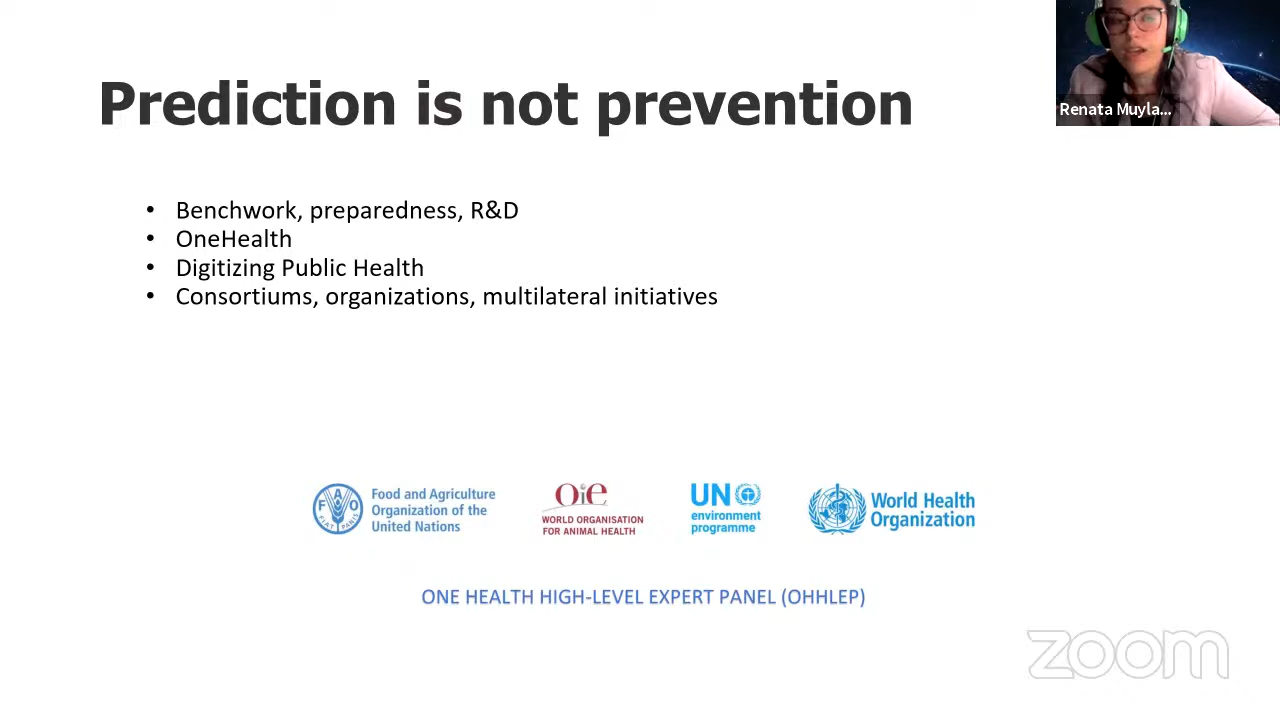 Prediction is not prevention
Renata Muyla...
• Benchwork, preparedness, R&D
• OneHealth
• Digitizing Public Health
• Consortiums, organizations, multilateral initiatives
F A O
FIAT PANIS
Food and Agriculture
Organization of the
United Nations
OiE
WORLD ORGANISATION
FOR ANIMAL HEALTH
UN
environment
programme
World Health
Organization
ONE HEALTH HIGH-LEVEL EXPERT PANEL (OHHLEP)
zoom